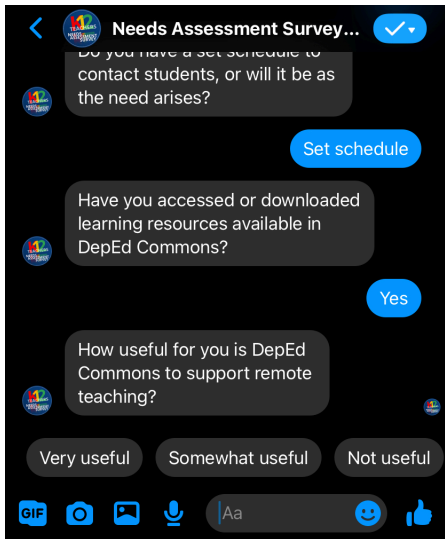 Needs Assessment Survey...
Do you have a set schedule to
contact students, or will it be as
the need arises?
Set schedule
Have you accessed or downloaded
learning resources available in
DepEd Commons?
Yes
How useful for you is DepEd
Commons to support remote
teaching?
Very useful
Somewhat useful
Not useful
GIF
Aa